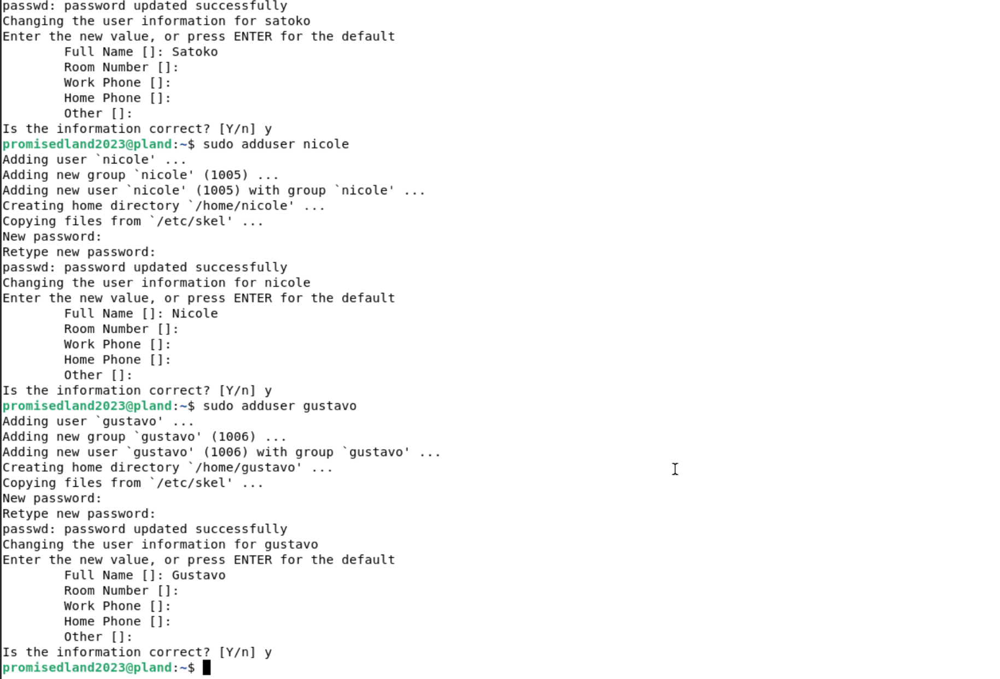 passwd: password updated successfully
Changing the user information for satoko
Enter the new value, or press ENTER for the default
        Full Name []: Satoko
        Room Number []:
        Work Phone []:
        Home Phone []:
        Other []:
Is the information correct? [Y/n] y
promisedland2023@pland:~$ sudo adduser nicole
Adding user `nicole' ...
Adding new group `nicole' (1005) ...
Adding new user `nicole' (1005) with group `nicole' ...
Creating home directory `/home/nicole' ...
Copying files from `/etc/skel' ...
New password:
Retype new password:
passwd: password updated successfully
Changing the user information for nicole
Enter the new value, or press ENTER for the default
        Full Name []: Nicole
        Room Number []:
        Work Phone []:
        Home Phone []:
        Other []:
Is the information correct? [Y/n] y
promisedland2023@pland:~$ sudo adduser gustavo
Adding user `gustavo' ...
Adding new group `gustavo' (1006) ...
Adding new user `gustavo' (1006) with group `gustavo' ...
Creating home directory `/home/gustavo' ...
Copying files from `/etc/skel' ...
New password:
Retype new password:
passwd: password updated successfully
Changing the user information for gustavo
Enter the new value, or press ENTER for the default
        Full Name []: Gustavo
        Room Number []:
        Work Phone []:
        Home Phone []:
        Other []:
Is the information correct? [Y/n] y
promisedland2023@pland:~$